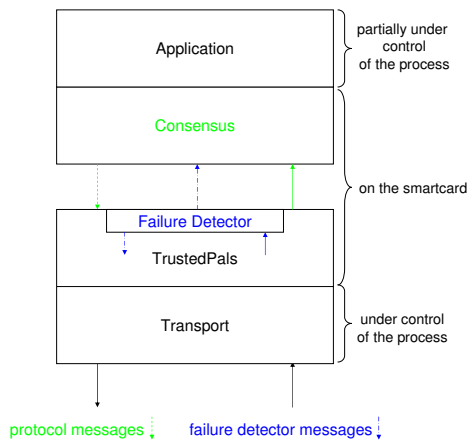 Application
partially under
control
of the process
Consensus
on the smartcard
Failure Detector
TrustedPals
Transport
under control
of the process
protocol messages
failure detector messages